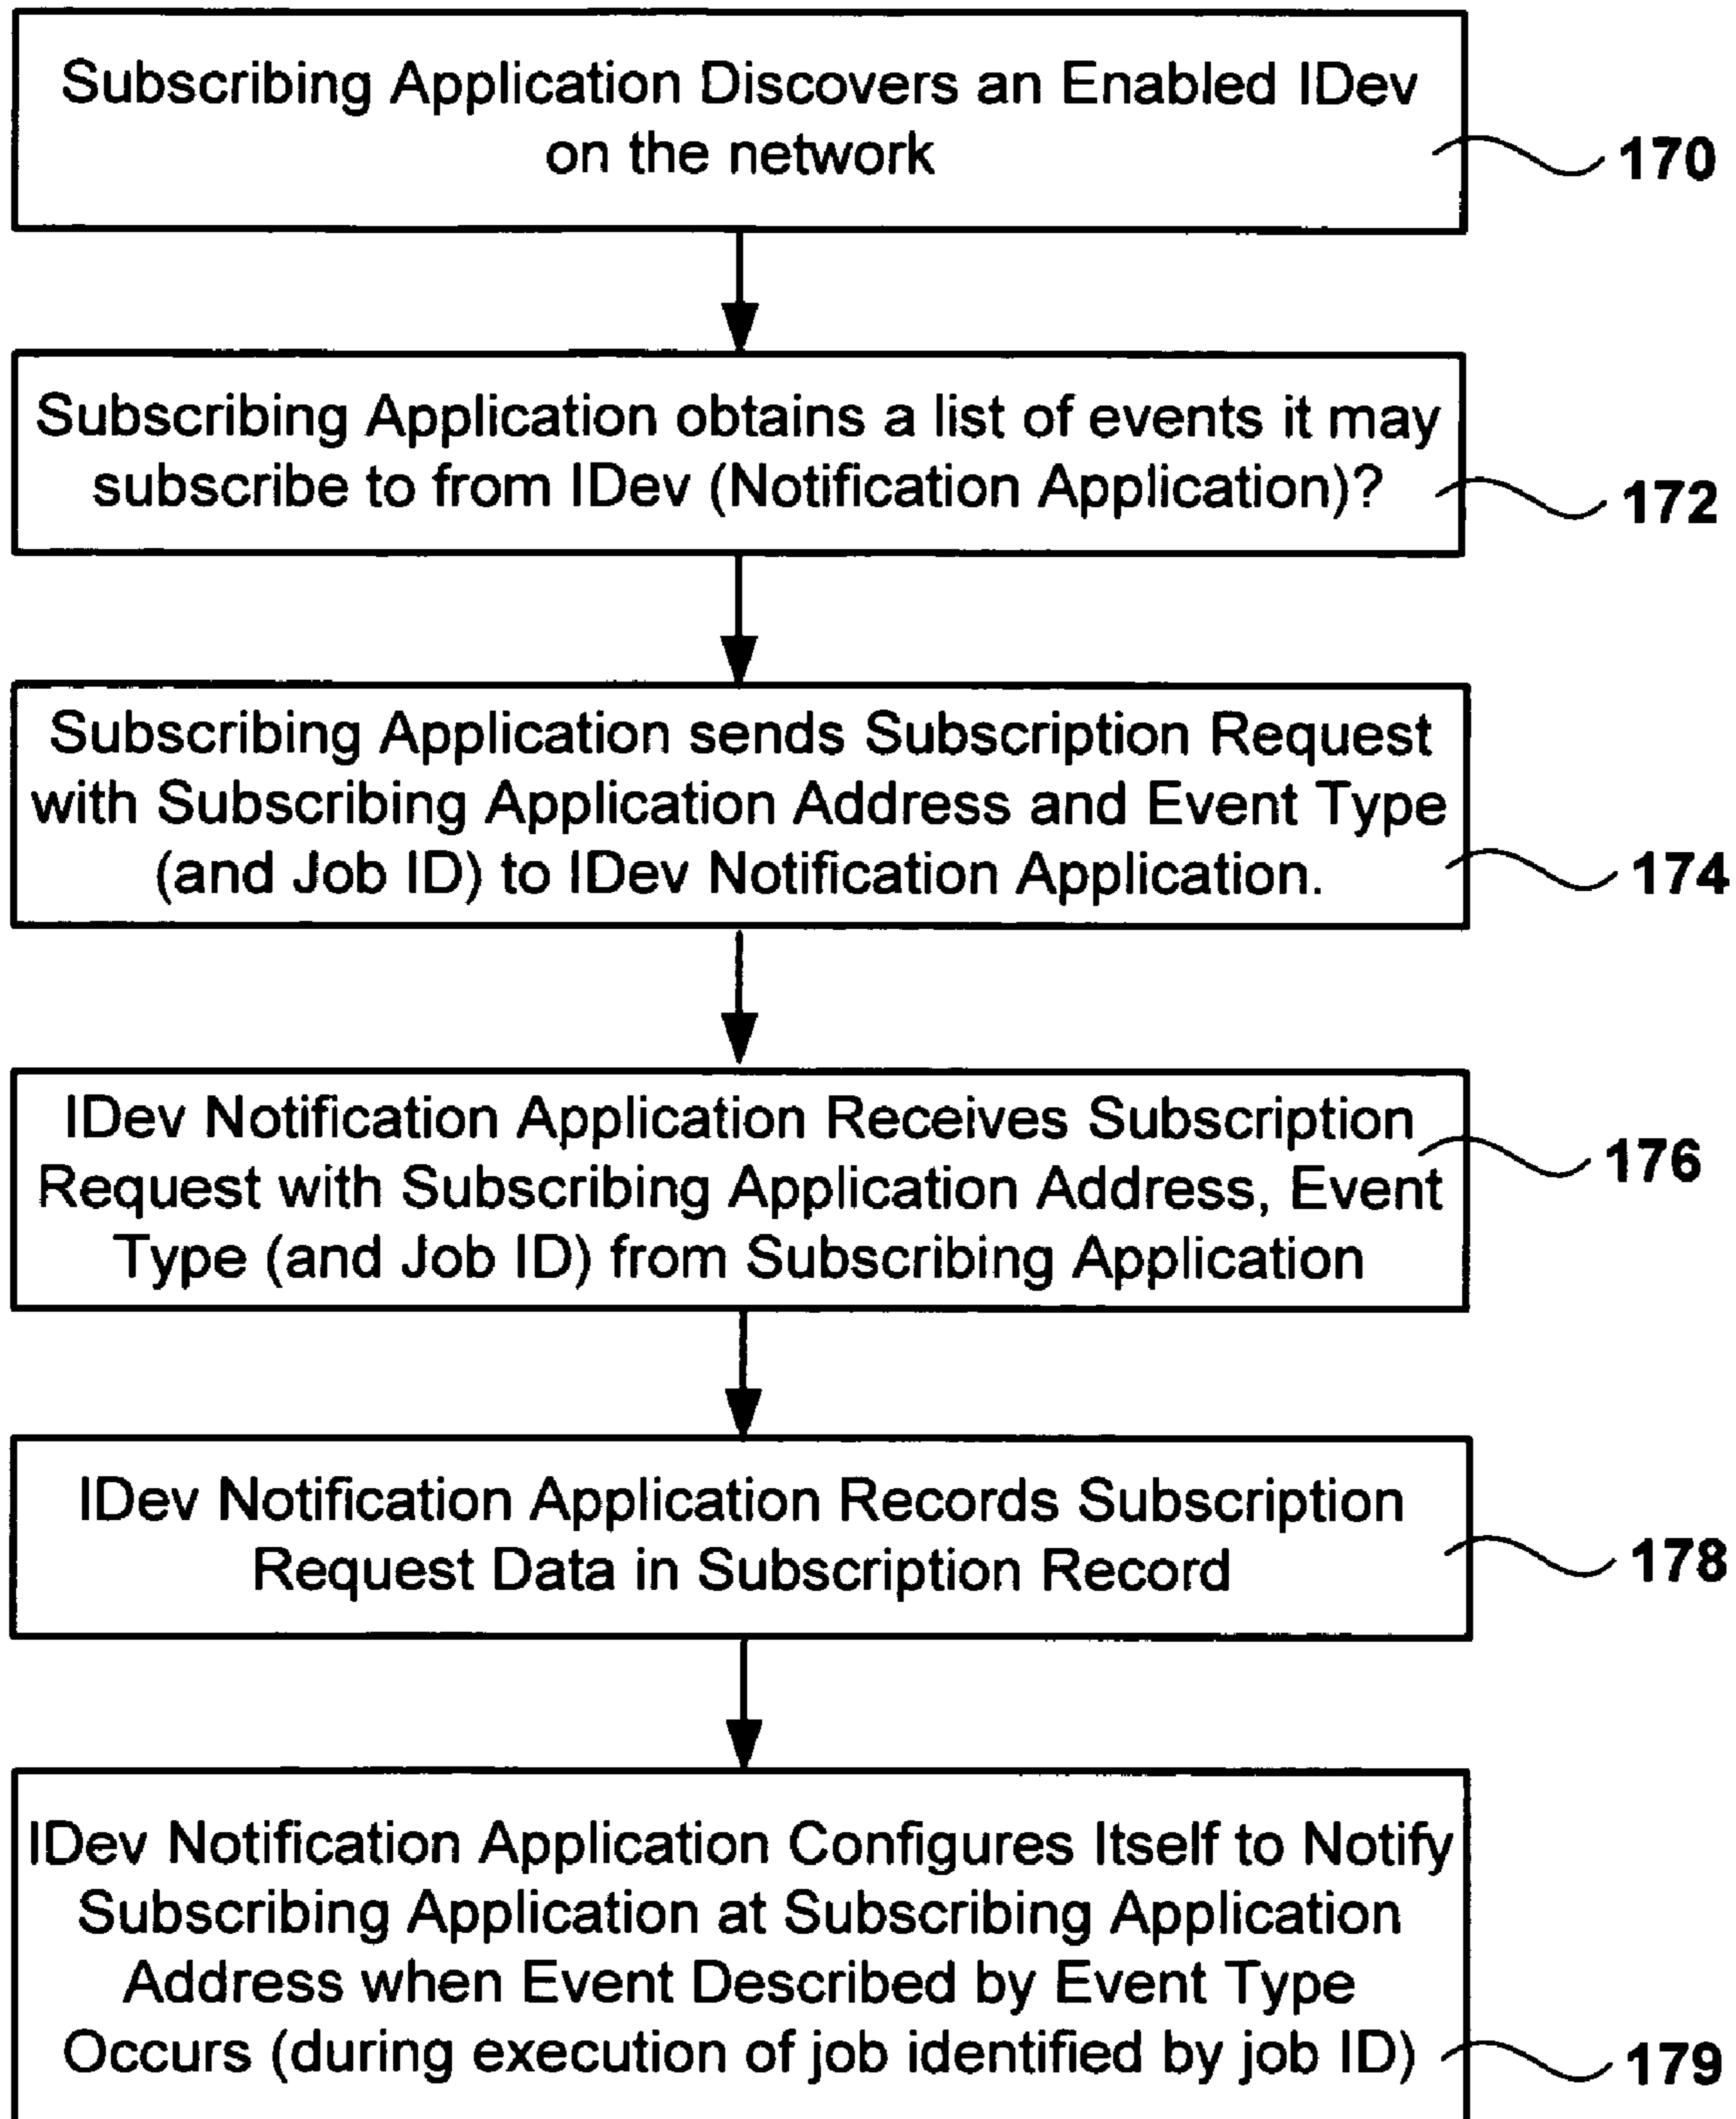 Subscribing Application Discovers an Enabled IDev
on the network
170
Subscribing Application obtains a list of events it may
subscribe to from IDev (Notification Application)?
172
Subscribing Application sends Subscription Request
with Subscribing Application Address and Event Type
(and Job ID) to IDev Notification Application.
174
IDev Notification Application Receives Subscription
Request with Subscribing Application Address, Event
Type (and Job ID) from Subscribing Application
176
IDev Notification Application Records Subscription
Request Data in Subscription Record
178
IDev Notification Application Configures Itself to Notify
Subscribing Application at Subscribing Application
Address when Event Described by Event Type
Occurs (during execution of job identified by job ID)
179